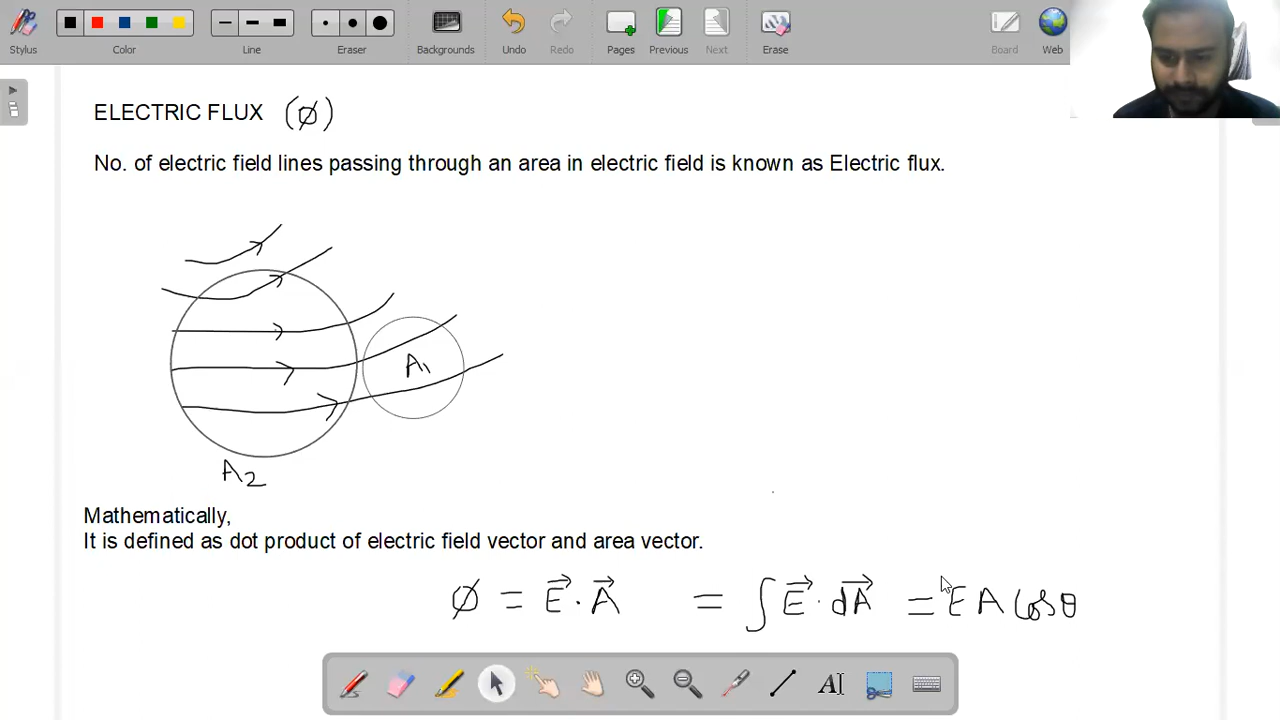 Stylus Color Line Eraser Backgrounds Undo Redo Pages Previous Next Erase Board Web
ELECTRIC FLUX (ϕ)
No. of electric field lines passing through an area in electric field is known as Electric flux.
A₁
A₂
Mathematically,
It is defined as dot product of electric field vector and area vector.
ϕ = E⃗ · A⃗ = ∫ E⃗ · dA⃗ = E A Cosθ